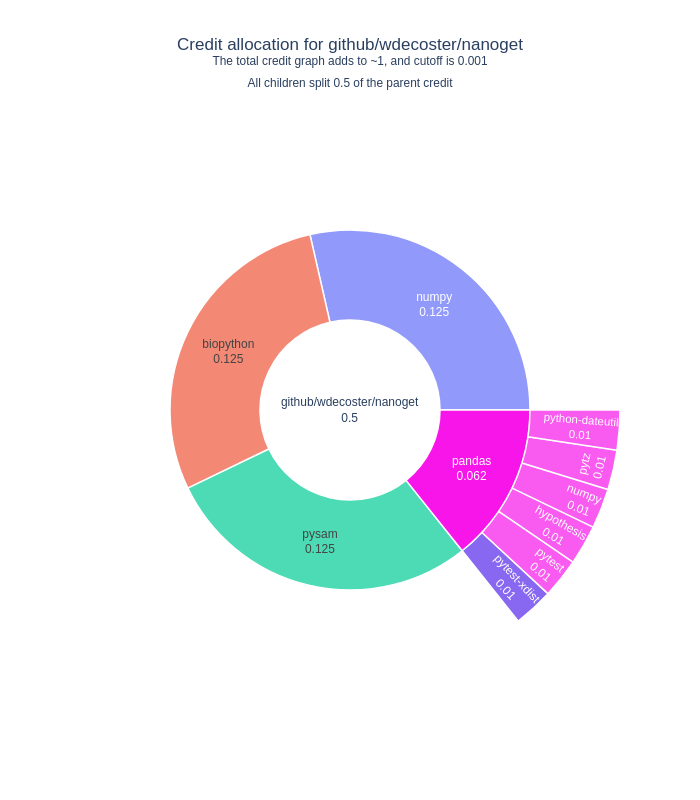 Credit allocation for github/wdecoster/nanoget
The total credit graph adds to ~1, and cutoff is 0.001
All children split 0.5 of the parent credit
numpy
0.125
biopython
0.125
github/wdecoster/nanoget
0.5
pysam
0.125
pandas
0.062
python-dateutil
0.01
pytz
0.01
numpy
0.01
hypothesis
0.01
pytest
0.01
pytest-xdist
0.01